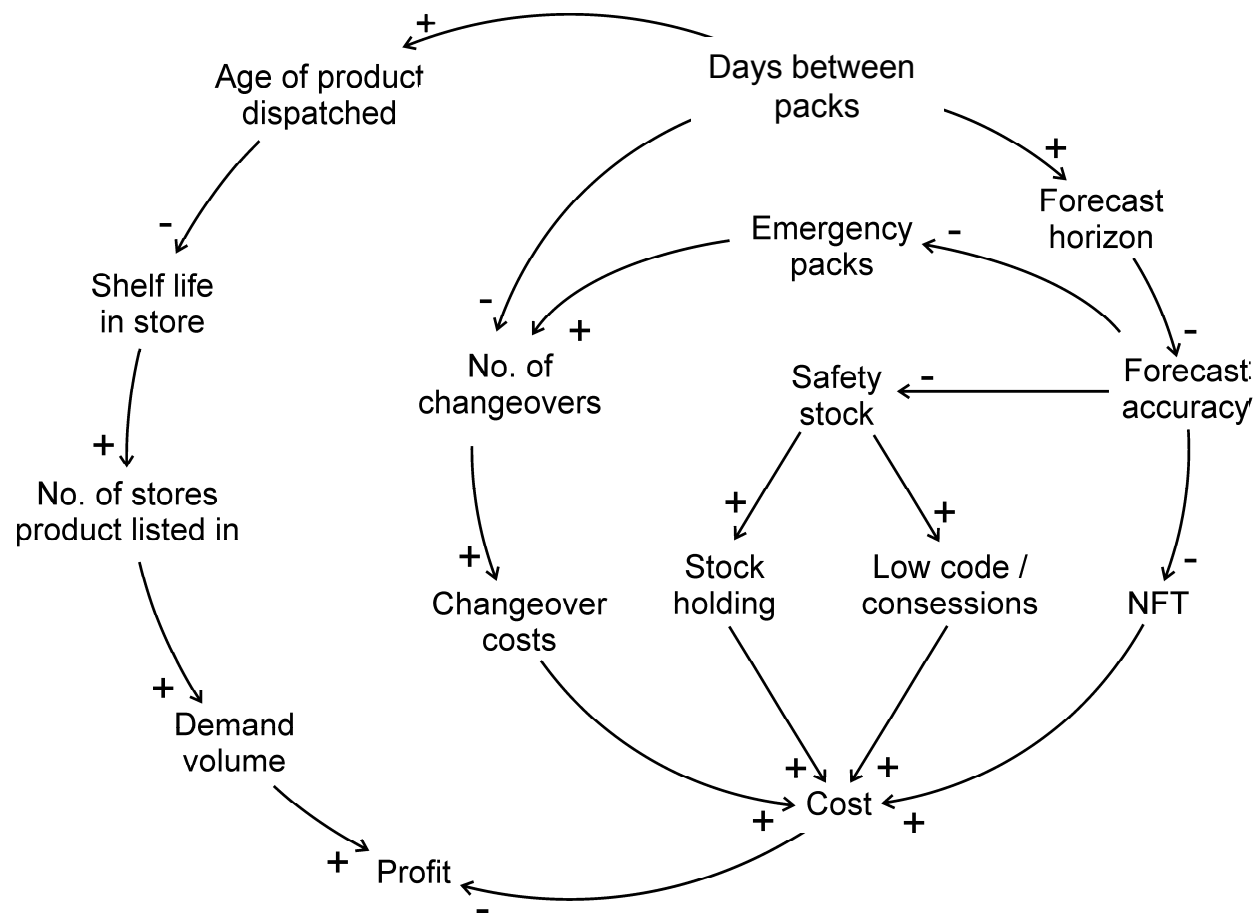 +
Days between
packs
Age of product
dispatched
+
Forecast
horizon
-
Emergency
packs
-
Shelf life
in store
-
+
-
No. of
changeovers
Safety
stock
-
Forecast
accuracy
+
No. of stores
product listed in
+
+
+
-
Stock
holding
Low code /
consessions
NFT
Changeover
costs
+
Demand
volume
+
+
Cost
+
+
+
Profit
-